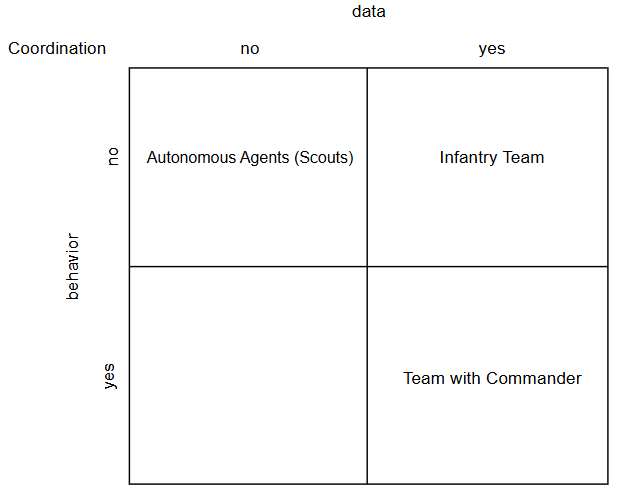 data
Coordination no yes
no
Autonomous Agents (Scouts)
Infantry Team
behavior
yes
Team with Commander